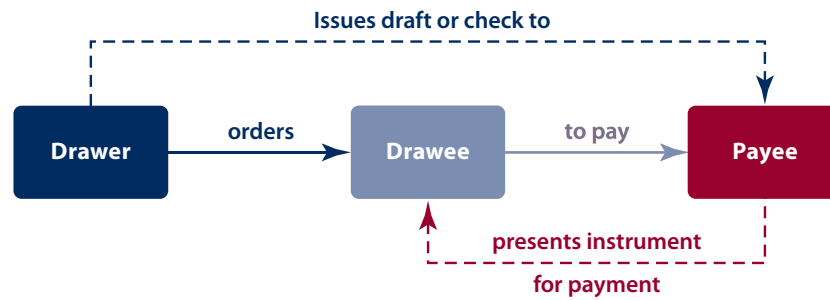 Issues draft or check to
Drawer
orders
Drawee
to pay
Payee
presents instrument
for payment